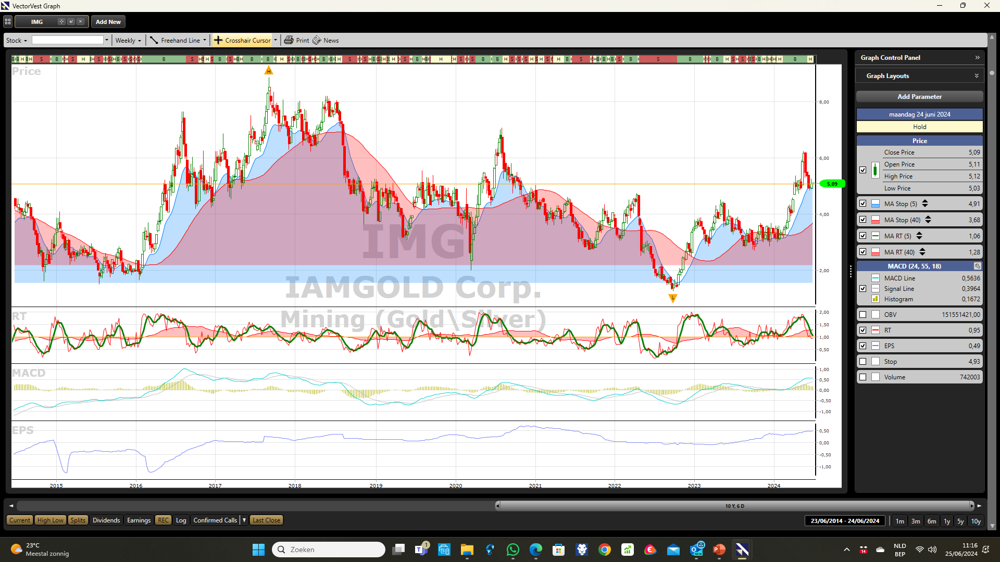 VectorVest Graph
IMG
Add New
Stock
Weekly
Freehand Line
Crosshair Cursor
Print
News
Price
H
8,00
6,00
5,09
4,00
2,00
IMG
IAMGOLD Corp.
Mining (Gold\Silver)
L
RT
2,00
1,50
1,00
0,50
MACD
1,00
0,50
0,00
-0,50
-1,00
EPS
0,50
0,00
-0,50
-1,00
2015 2016 2017 2018 2019 2020 2021 2022 2023 2024
Graph Control Panel
Graph Layouts
Add Parameter
maandag 24 juni 2024
Hold
Price
Close Price 5,09
Open Price 5,11
High Price 5,12
Low Price 5,03
MA Stop (5) 4,91
MA Stop (40) 3,68
MA RT (5) 1,06
MA RT (40) 1,28
MACD (24, 55, 18)
MACD Line 0,5636
Signal Line 0,3964
Histogram 0,1672
OBV 151551421,00
RT 0,95
EPS 0,49
Stop 4,93
Volume 742003
10 Y, 6 D
Current High Low Splits Dividends Earnings REC Log Confirmed Calls Last Close
23/06/2014 - 24/06/2024 1m 3m 6m 1y 5y 10y
23°C
Meestal zonnig
Zoeken
1
NEW
14
NLD
BEP
11:16
25/06/2024